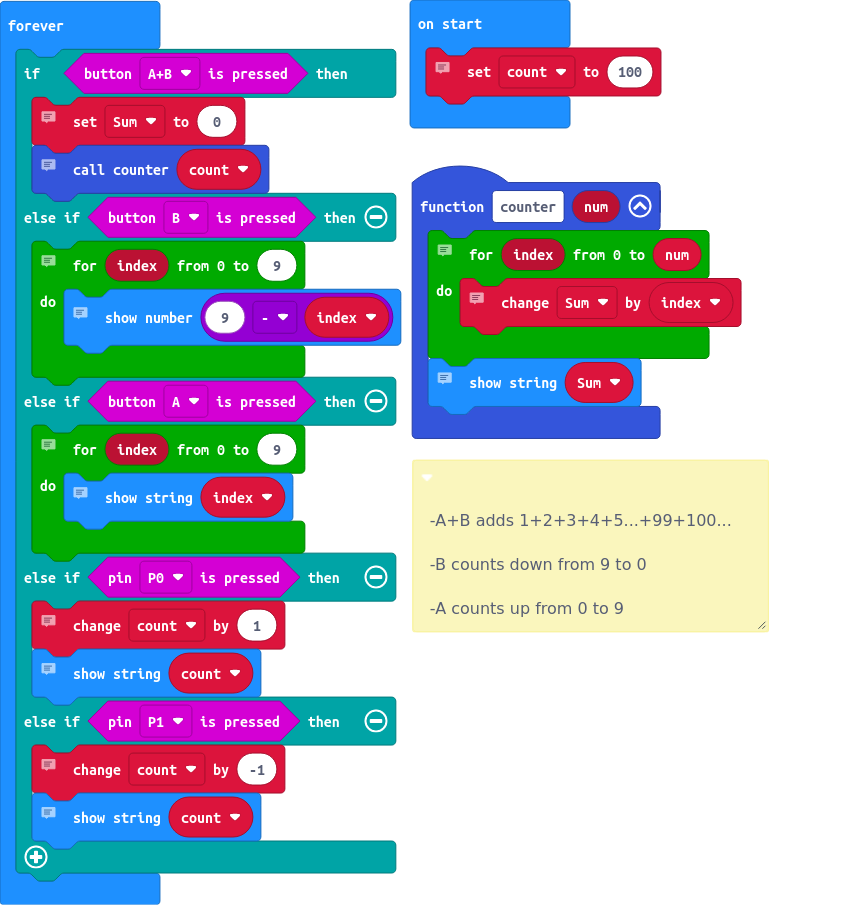 forever
if button A+B is pressed then
set Sum to 0
call counter count
else if button B is pressed then
for index from 0 to 9
do
show number 9 - index
else if button A is pressed then
for index from 0 to 9
do
show string index
else if pin P0 is pressed then
change count by 1
show string count
else if pin P1 is pressed then
change count by -1
show string count
on start
set count to 100
function counter num
for index from 0 to num
do
change Sum by index
show string Sum
-A+B adds 1+2+3+4+5...+99+100...
-B counts down from 9 to 0
-A counts up from 0 to 9